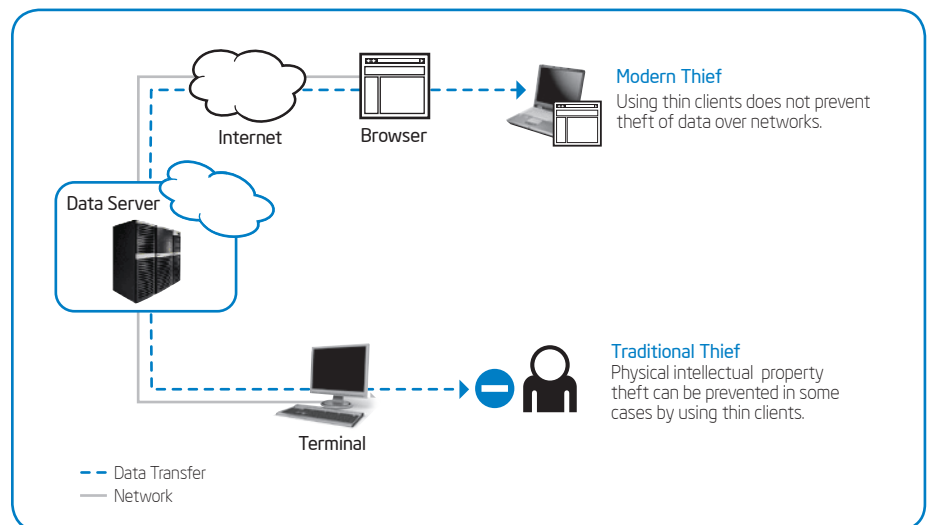 Modern Thief
Using thin clients does not prevent
theft of data over networks.
Internet
Browser
Data Server
Traditional Thief
Physical intellectual property
theft can be prevented in some
cases by using thin clients.
Terminal
Data Transfer
Network